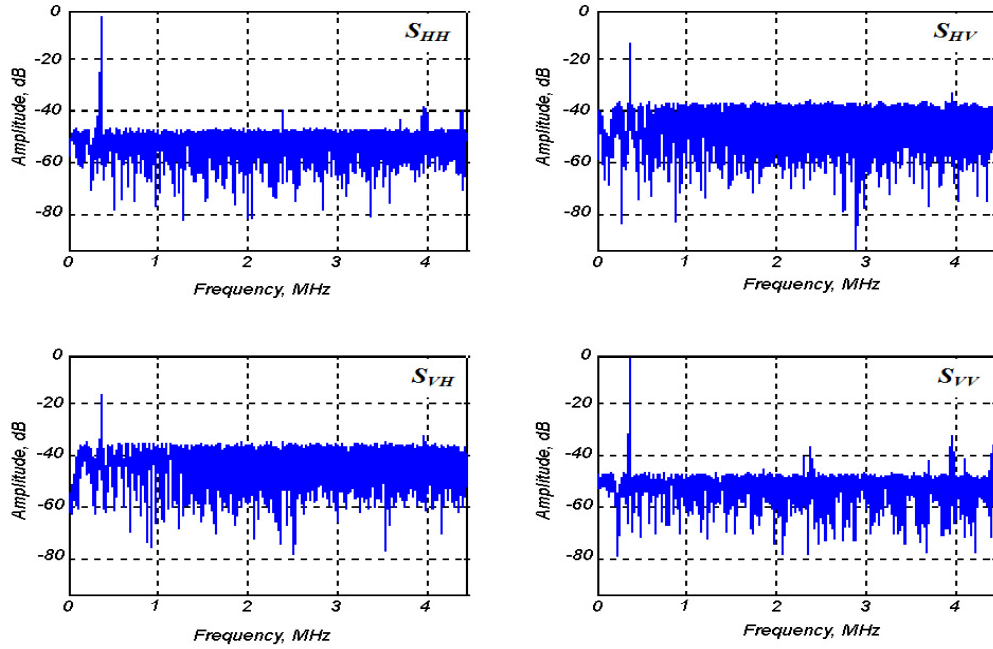 0
-20
-40
-60
-80
Amplitude, dB
S_HH
0 1 2 3 4
Frequency, MHz
0
-20
-40
-60
-80
Amplitude, dB
S_HV
0 1 2 3 4
Frequency, MHz
0
-20
-40
-60
-80
Amplitude, dB
S_VH
0 1 2 3 4
Frequency, MHz
0
-20
-40
-60
-80
Amplitude, dB
S_VV
0 1 2 3 4
Frequency, MHz